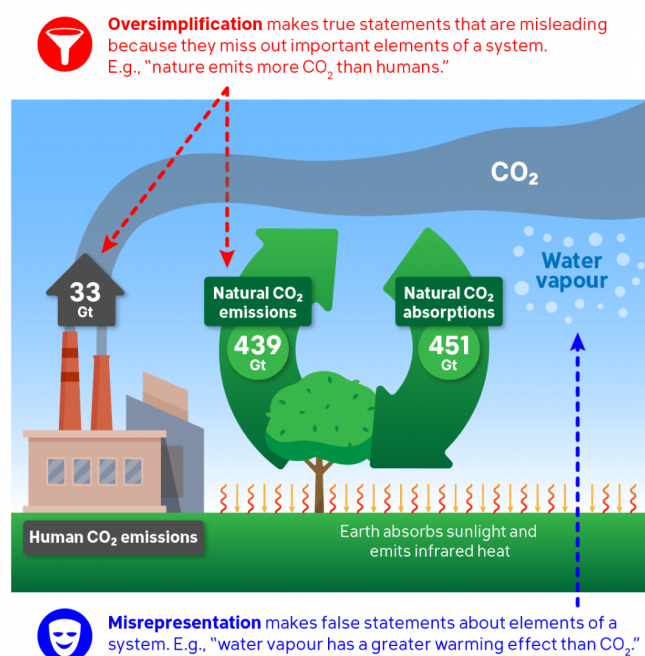 Oversimplification makes true statements that are misleading
because they miss out important elements of a system.
E.g., “nature emits more CO₂ than humans.”
CO₂
33
Gt
Natural CO₂
emissions
439
Gt
Natural CO₂
absorptions
451
Gt
Water
vapour
Human CO₂ emissions
Earth absorbs sunlight and
emits infrared heat
Misrepresentation makes false statements about elements of a
system. E.g., “water vapour has a greater warming effect than CO₂.”